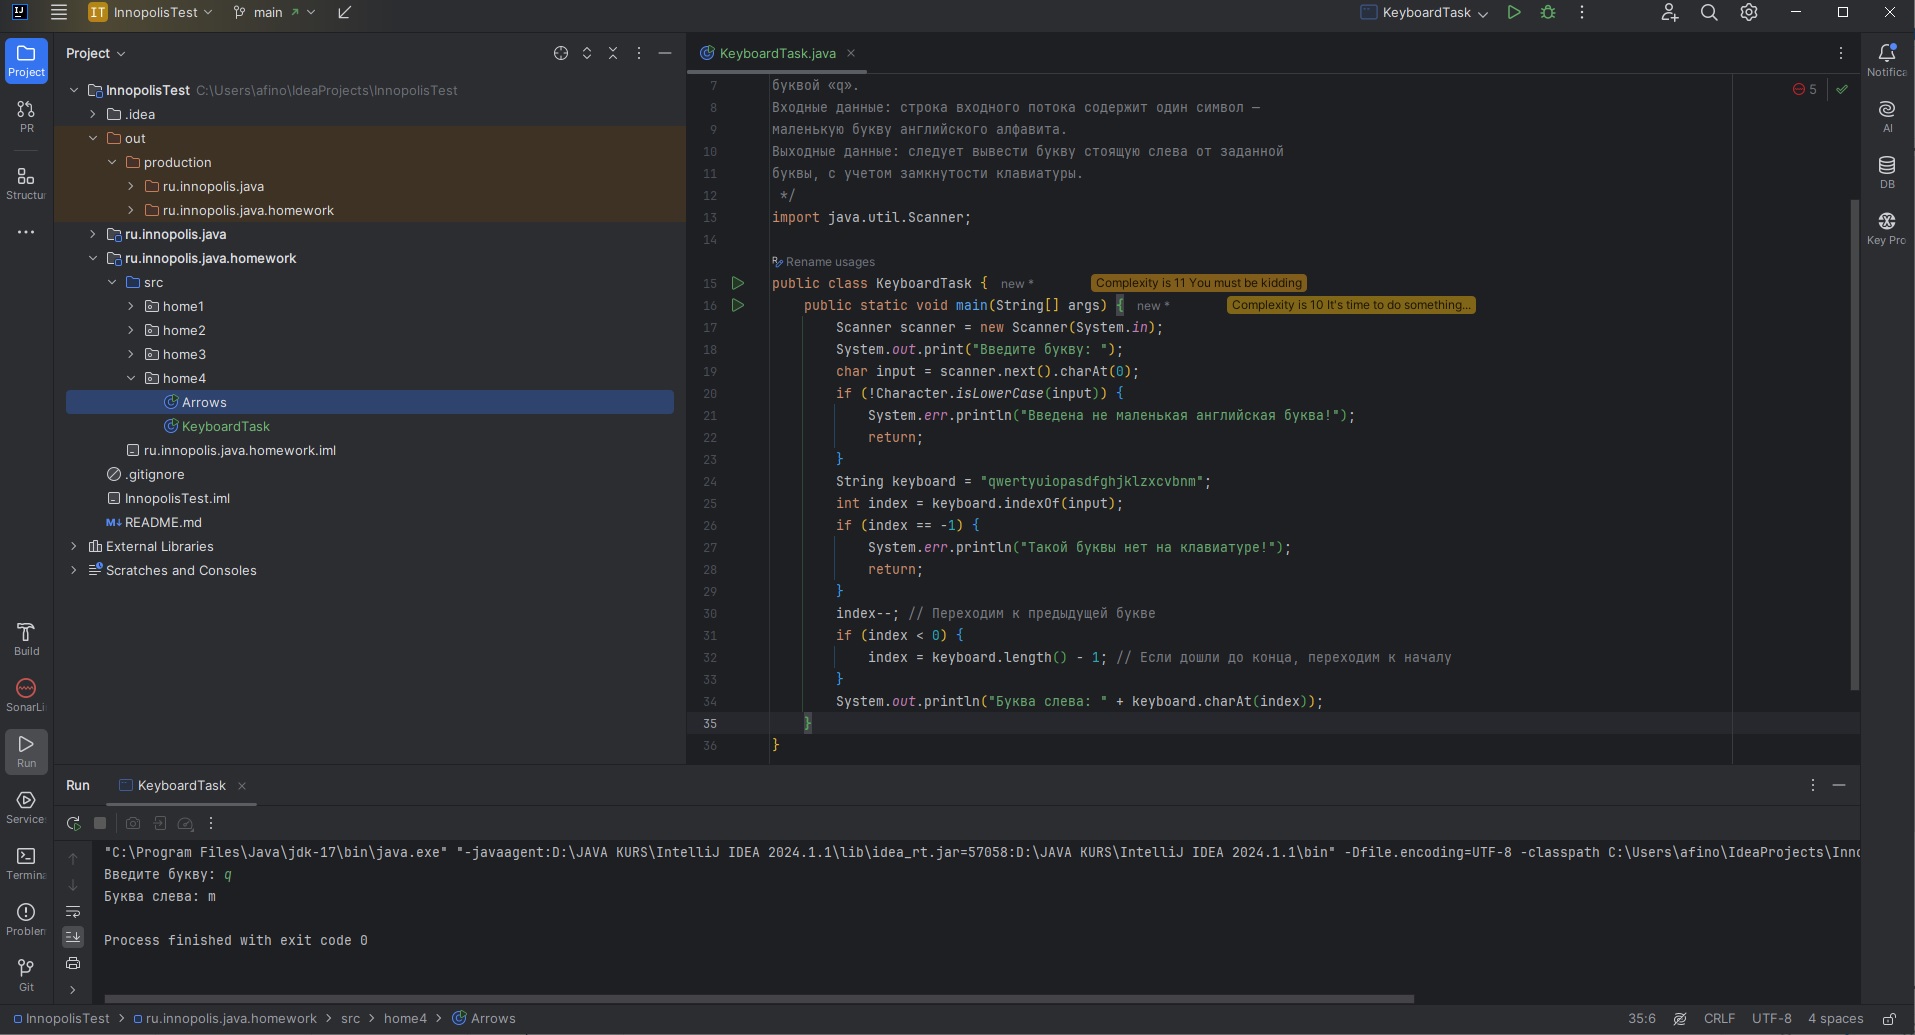 IT InnopolisTest main KeyboardTask
Project
KeyboardTask.java
Project
InnopolisTest C:\Users\afino\IdeaProjects\InnopolisTest
.idea
out
production
ru.innopolis.java
ru.innopolis.java.homework
ru.innopolis.java
ru.innopolis.java.homework
src
home1
home2
home3
home4
Arrows
KeyboardTask
ru.innopolis.java.homework.iml
.gitignore
InnopolisTest.iml
M↓ README.md
External Libraries
Scratches and Consoles
PR
Structur
Build
SonarLi
Run
Service
Termina
Problem
Git
7 буквой «q».
8 Входные данные: строка входного потока содержит один символ –
9 маленькую букву английского алфавита.
10 Выходные данные: следует вывести букву стоящую слева от заданной
11 буквы, с учетом замкнутости клавиатуры.
12 */
13 import java.util.Scanner;
14
Rename usages
15 public class KeyboardTask { new * Complexity is 11 You must be kidding
16 public static void main(String[] args) { new * Complexity is 10 It's time to do something...
17 Scanner scanner = new Scanner(System.in);
18 System.out.print("Введите букву: ");
19 char input = scanner.next().charAt(0);
20 if (!Character.isLowerCase(input)) {
21 System.err.println("Введена не маленькая английская буква!");
22 return;
23 }
24 String keyboard = "qwertyuiopasdfghjklzxcvbnm";
25 int index = keyboard.indexOf(input);
26 if (index == -1) {
27 System.err.println("Такой буквы нет на клавиатуре!");
28 return;
29 }
30 index--; // Переходим к предыдущей букве
31 if (index < 0) {
32 index = keyboard.length() - 1; // Если дошли до конца, переходим к началу
33 }
34 System.out.println("Буква слева: " + keyboard.charAt(index));
35 }
36 }
5
Notifica
AI
DB
Key Pro
Run KeyboardTask
"C:\Program Files\Java\jdk-17\bin\java.exe" "-javaagent:D:\JAVA KURS\IntelliJ IDEA 2024.1.1\lib\idea_rt.jar=57058:D:\JAVA KURS\IntelliJ IDEA 2024.1.1\bin" -Dfile.encoding=UTF-8 -classpath C:\Users\afino\IdeaProjects\Inno
Введите букву: q
Буква слева: m
Process finished with exit code 0
InnopolisTest > ru.innopolis.java.homework > src > home4 > Arrows
35:6 CRLF UTF-8 4 spaces